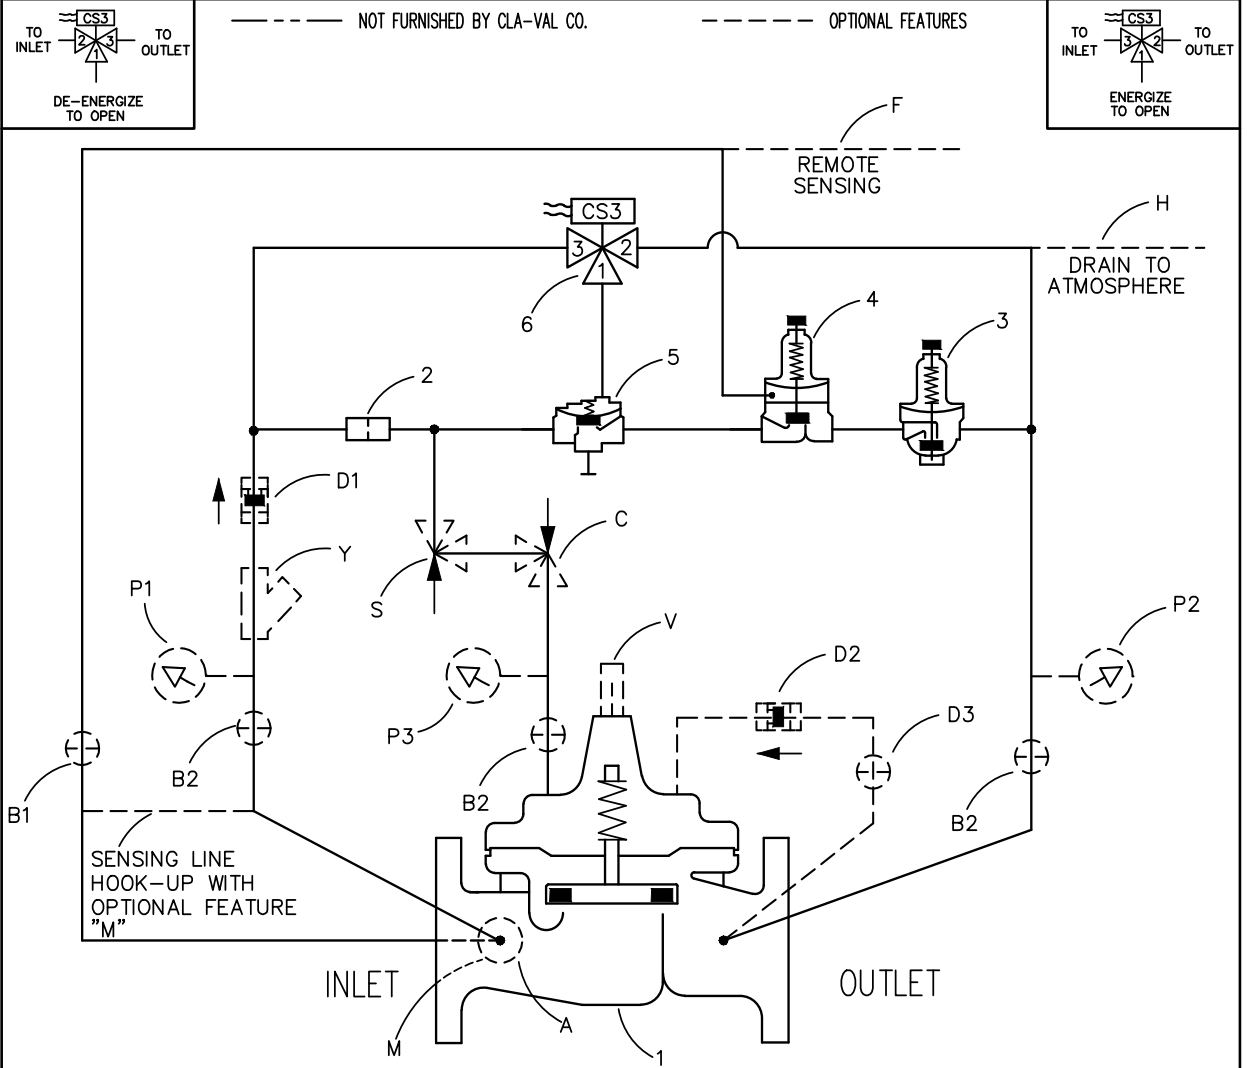 CS3
TO
INLET
2
3
1
TO
OUTLET
DE-ENERGIZE
TO OPEN
NOT FURNISHED BY CLA-VAL CO.
OPTIONAL FEATURES
CS3
TO
INLET
3
2
1
TO
OUTLET
ENERGIZE
TO OPEN
F
REMOTE
SENSING
CS3
3
2
1
H
DRAIN TO
ATMOSPHERE
6
4
3
5
2
D1
C
Y
S
P1
P2
V
D2
P3
D3
B2
B2
B1
B2
SENSING LINE
HOOK-UP WITH
OPTIONAL FEATURE
"M"
INLET
OUTLET
A
M
1